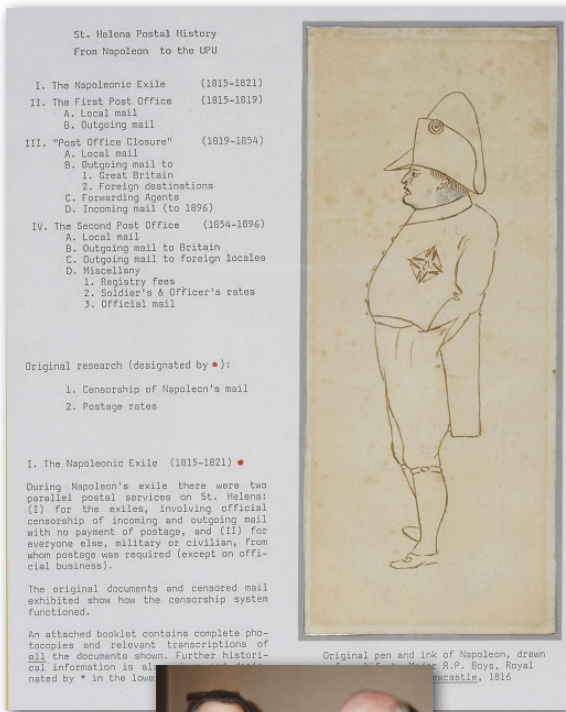 St. Helena Postal History
From Napoleon to the UPU
I. The Napoleonic Exile (1815-1821)
II. The First Post Office (1815-1819)
A. Local mail
B. Outgoing mail
III. "Post Office Closure" (1819-1854)
A. Local mail
B. Outgoing mail to
1. Great Britain
2. Foreign destinations
C. Forwarding Agents
D. Incoming mail (to 1896)
IV. The Second Post Office (1854-1896)
A. Local mail
B. Outgoing mail to Britain
C. Outgoing mail to foreign locales
D. Miscellany
1. Registry fees
2. Soldier's & Officer's rates
3. Official mail
Original research (designated by •):
1. Censorship of Napoleon's mail
2. Postage rates
I. The Napoleonic Exile (1815-1821) •
During Napoleon's exile there were two
parallel postal services on St. Helena:
(I) for the exiles, involving official
censorship of incoming and outgoing mail
with no payment of postage, and (II) for
everyone else, military or civilian, from
whom postage was required (except on offi-
cial business).
The original documents and censored mail
exhibited show how the censorship system
functioned.
An attached booklet contains complete pho-
tocopies and relevant transcriptions of
all the documents shown. Further histori-
cal information is
nated by * in the
Original pen and ink of Napoleon, drawn
R.P. Boys, Royal
1816